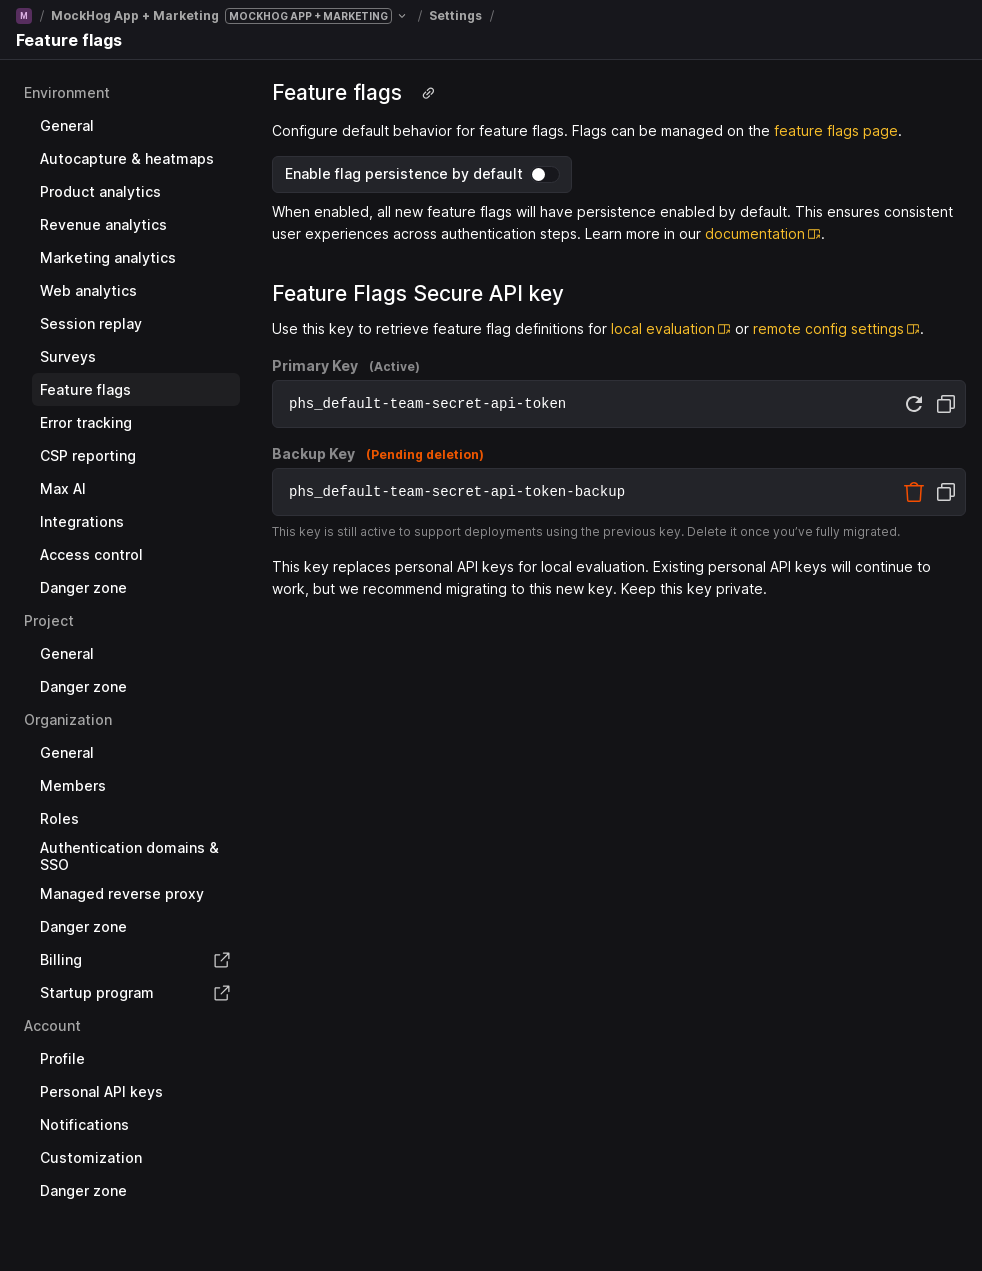 M / MockHog App + Marketing MOCKHOG APP + MARKETING / Settings /
Feature flags
Environment
General
Autocapture & heatmaps
Product analytics
Revenue analytics
Marketing analytics
Web analytics
Session replay
Surveys
Feature flags
Error tracking
CSP reporting
Max AI
Integrations
Access control
Danger zone
Project
General
Danger zone
Organization
General
Members
Roles
Authentication domains &
SSO
Managed reverse proxy
Danger zone
Billing
Startup program
Account
Profile
Personal API keys
Notifications
Customization
Danger zone
Feature flags
Configure default behavior for feature flags. Flags can be managed on the feature flags page.
Enable flag persistence by default
When enabled, all new feature flags will have persistence enabled by default. This ensures consistent
user experiences across authentication steps. Learn more in our documentation.
Feature Flags Secure API key
Use this key to retrieve feature flag definitions for local evaluation or remote config settings.
Primary Key (Active)
phs_default-team-secret-api-token
Backup Key (Pending deletion)
phs_default-team-secret-api-token-backup
This key is still active to support deployments using the previous key. Delete it once you’ve fully migrated.
This key replaces personal API keys for local evaluation. Existing personal API keys will continue to
work, but we recommend migrating to this new key. Keep this key private.